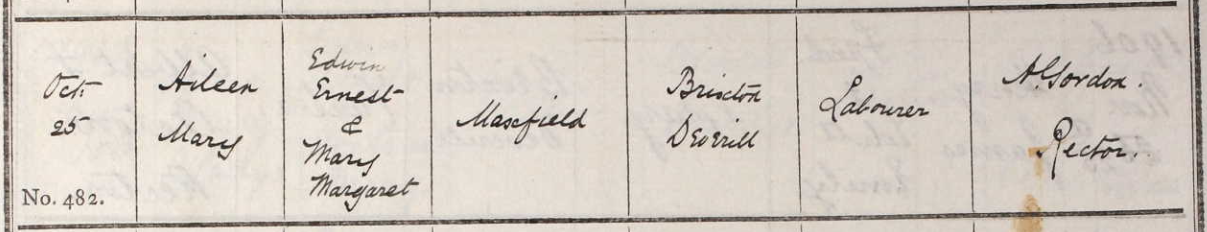 Oct.
25
No. 482.
Aileen
Mary
Edwin
Ernest
&
Mary
Margaret
Masefield
Brixton
Deverill
Labourer
A. Gordon.
Rector.